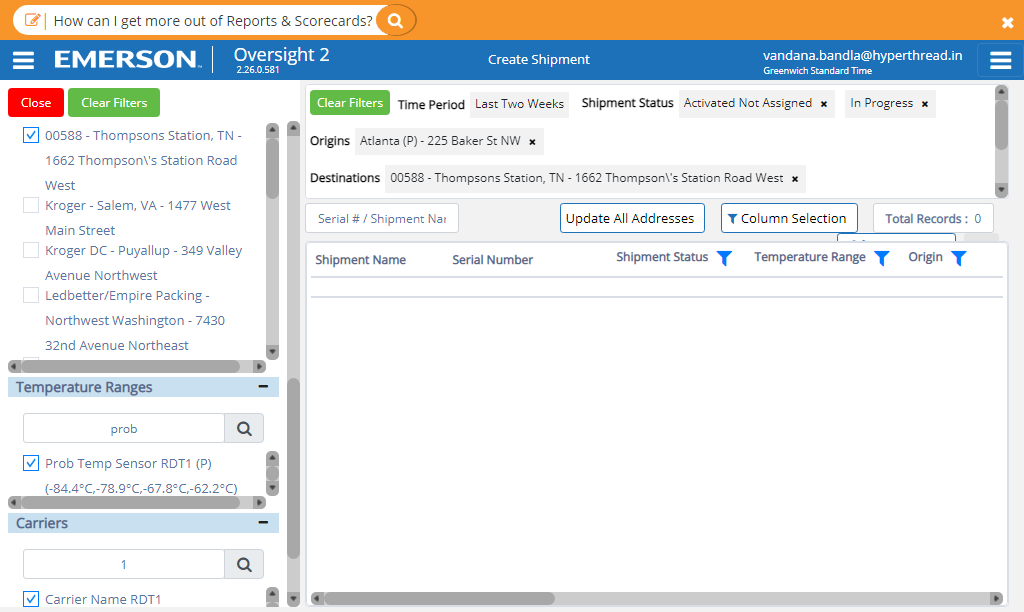 How can I get more out of Reports & Scorecards?
EMERSON
Oversight 2
2.26.0.581
Create Shipment
vandana.bandla@hyperthread.in
Greenwich Standard Time
Close
Clear Filters
00588 - Thompsons Station, TN -
1662 Thompson\'s Station Road
West
Kroger - Salem, VA - 1477 West
Main Street
Kroger DC - Puyallup - 349 Valley
Avenue Northwest
Ledbetter/Empire Packing -
Northwest Washington - 7430
32nd Avenue Northeast
Temperature Ranges
prob
Prob Temp Sensor RDT1 (P)
(-84.4°C,-78.9°C,-67.8°C,-62.2°C)
Carriers
1
Carrier Name RDT1
Clear Filters
Time Period
Last Two Weeks
Shipment Status
Activated Not Assigned ×
In Progress ×
Origins
Atlanta (P) - 225 Baker St NW ×
Destinations
00588 - Thompsons Station, TN - 1662 Thompson\'s Station Road West ×
Serial # / Shipment Nar
Update All Addresses
Column Selection
Total Records : 0
Shipment Name
Serial Number
Shipment Status
Temperature Range
Origin